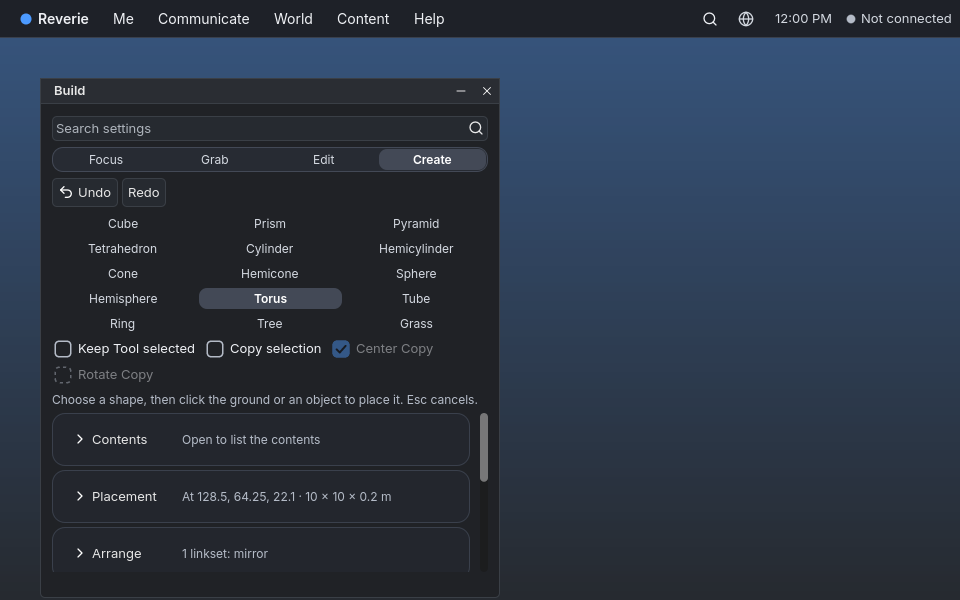 Reverie Me Communicate World Content Help 12:00 PM Not connected
Build
Search settings
Focus Grab Edit Create
Undo Redo
Cube Prism Pyramid
Tetrahedron Cylinder Hemicylinder
Cone Hemicone Sphere
Hemisphere Torus Tube
Ring Tree Grass
Keep Tool selected Copy selection Center Copy
Rotate Copy
Choose a shape, then click the ground or an object to place it. Esc cancels.
Contents Open to list the contents
Placement At 128.5, 64.25, 22.1 · 10 × 10 × 0.2 m
Arrange 1 linkset: mirror